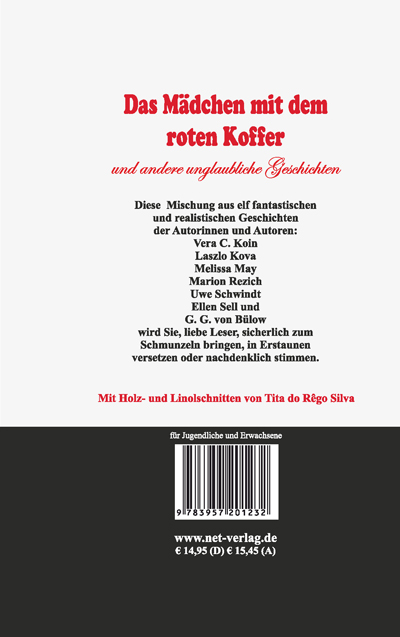 Das Mädchen mit dem
roten Koffer
und andere unglaubliche Geschichten
Diese Mischung aus elf fantastischen
und realistischen Geschichten
der Autorinnen und Autoren:
Vera C. Koin
Laszlo Kova
Melissa May
Marion Rezich
Uwe Schwindt
Ellen Sell und
G. G. von Bülow
wird Sie, liebe Leser, sicherlich zum
Schmunzeln bringen, in Erstaunen
versetzen oder nachdenklich stimmen.
Mit Holz- und Linolschnitten von Tita do Rêgo Silva
für Jugendliche und Erwachsene
9 783957 201232
www.net-verlag.de
€ 14,95 (D) € 15,45 (A)